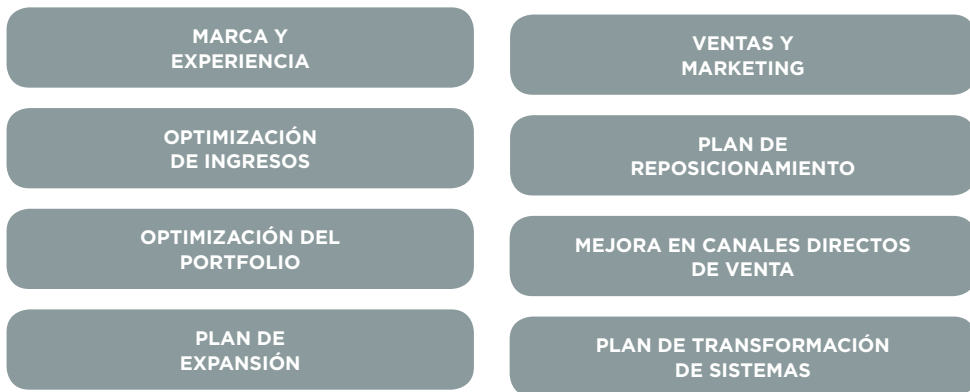 MARCA Y
EXPERIENCIA
VENTAS Y
MARKETING
OPTIMIZACIÓN
DE INGRESOS
PLAN DE
REPOSICIONAMIENTO
OPTIMIZACIÓN DEL
PORTFOLIO
MEJORA EN CANALES DIRECTOS
DE VENTA
PLAN DE
EXPANSIÓN
PLAN DE TRANSFORMACIÓN
DE SISTEMAS